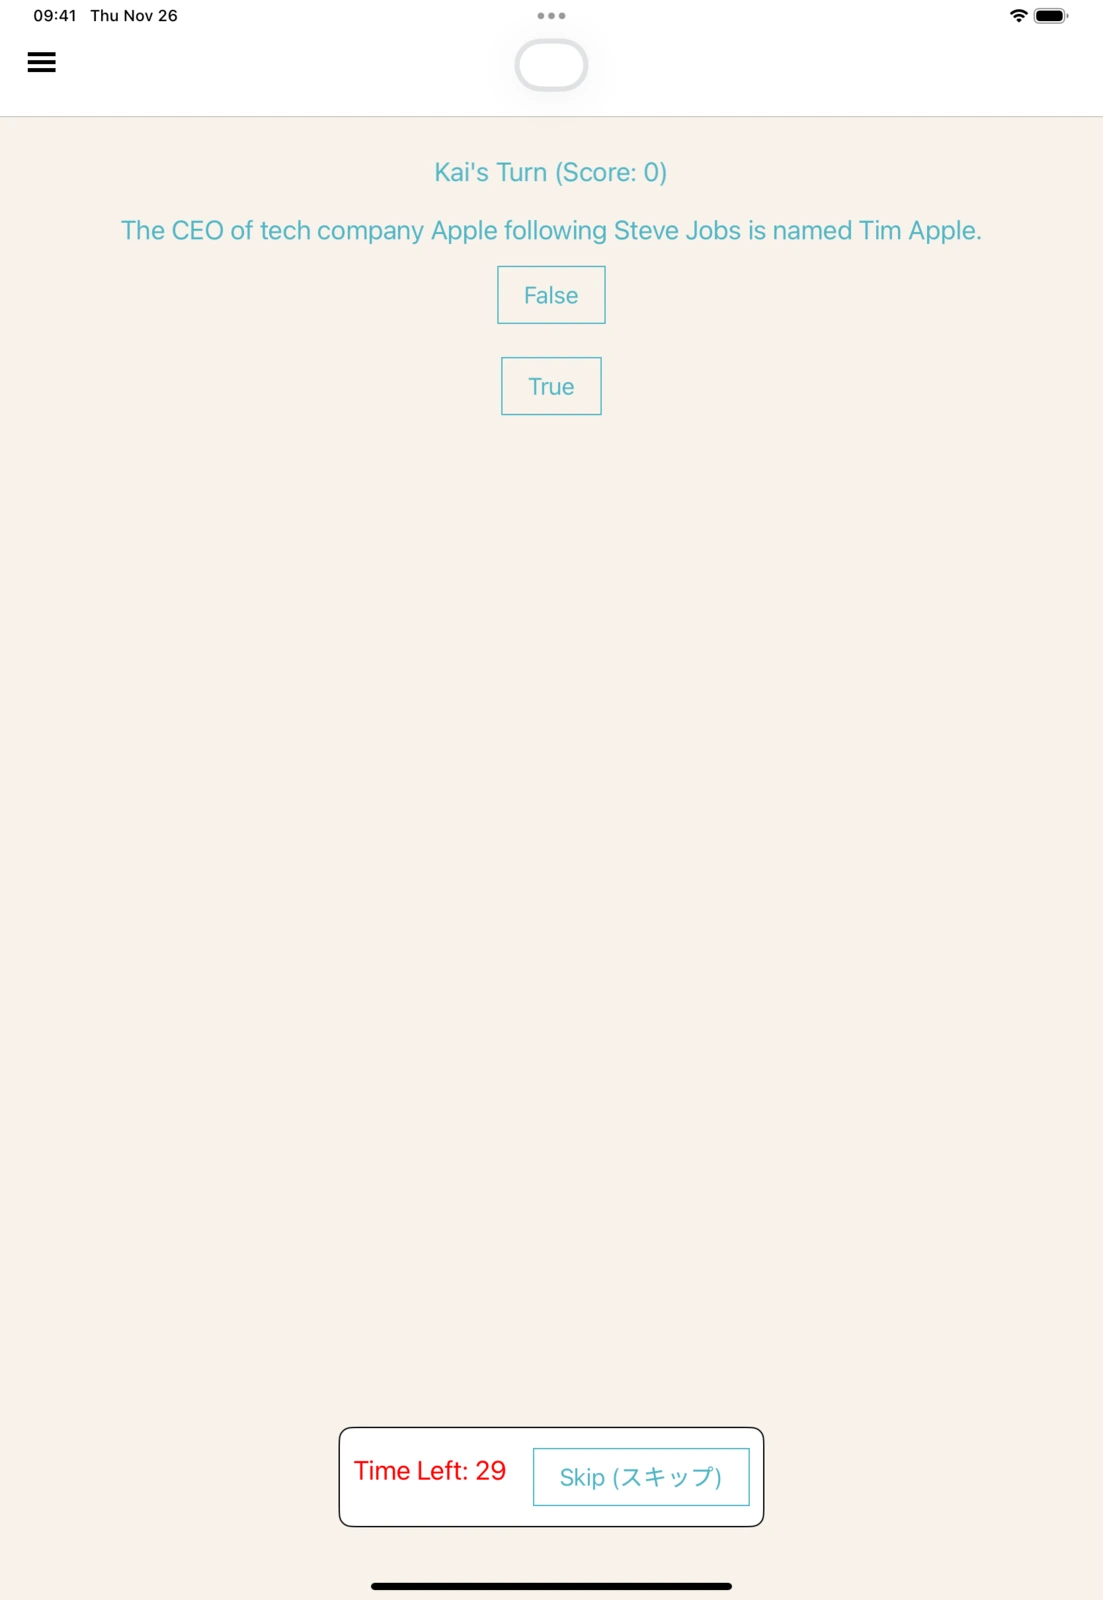 09:41 Thu Nov 26
Kai's Turn (Score: 0)
The CEO of tech company Apple following Steve Jobs is named Tim Apple.
False
True
Time Left: 29
Skip (スキップ)